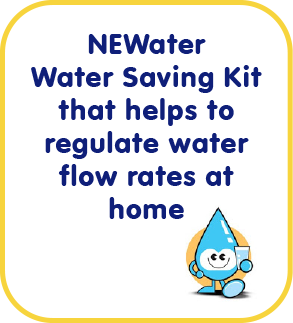 NEWater
Water Saving Kit
that helps to
regulate water
flow rates at
home